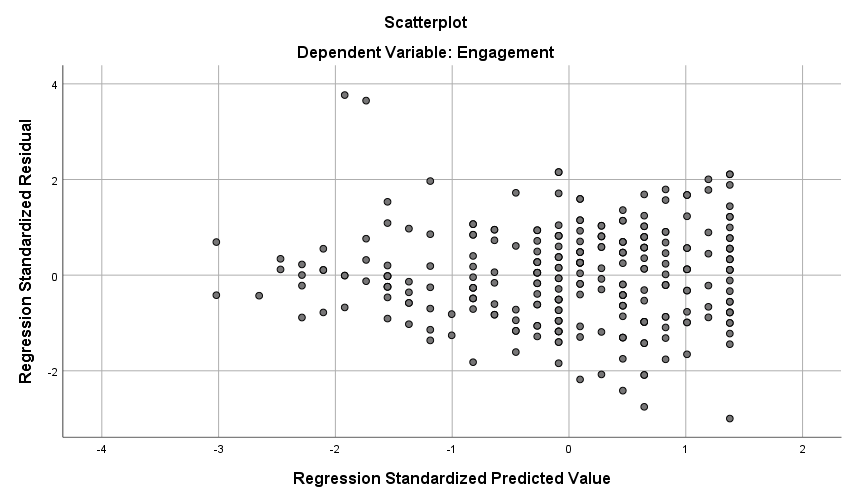 Scatterplot
Dependent Variable: Engagement
Regression Standardized Residual
4
2
0
-2
-4
-3
-2
-1
0
1
2
Regression Standardized Predicted Value